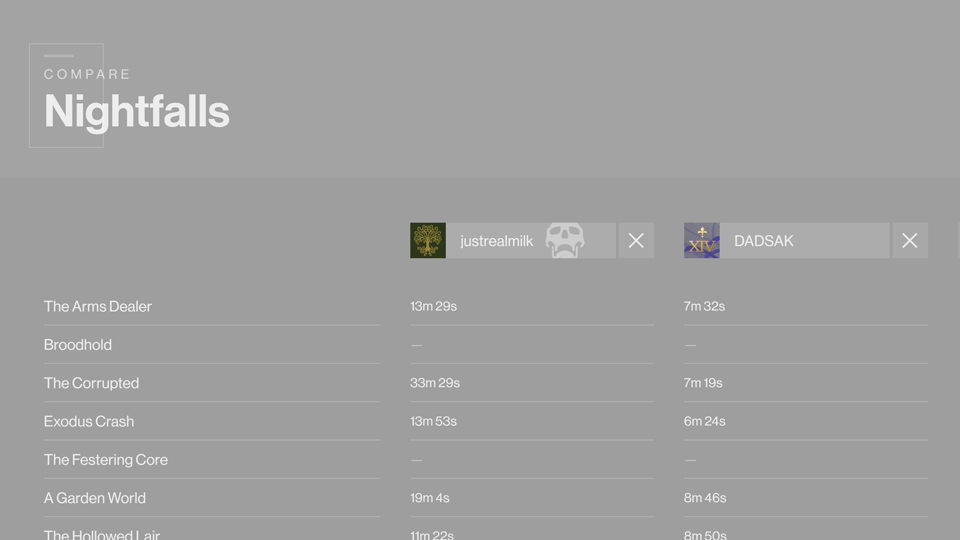 COMPARE
Nightfalls
justrealmilk
XIV DADSAK
The Arms Dealer 13m 29s 7m 32s
Broodhold — —
The Corrupted 33m 29s 7m 19s
Exodus Crash 13m 53s 6m 24s
The Festering Core — —
A Garden World 19m 4s 8m 46s
The Hollowed Lair 11m 22s 8m 50s